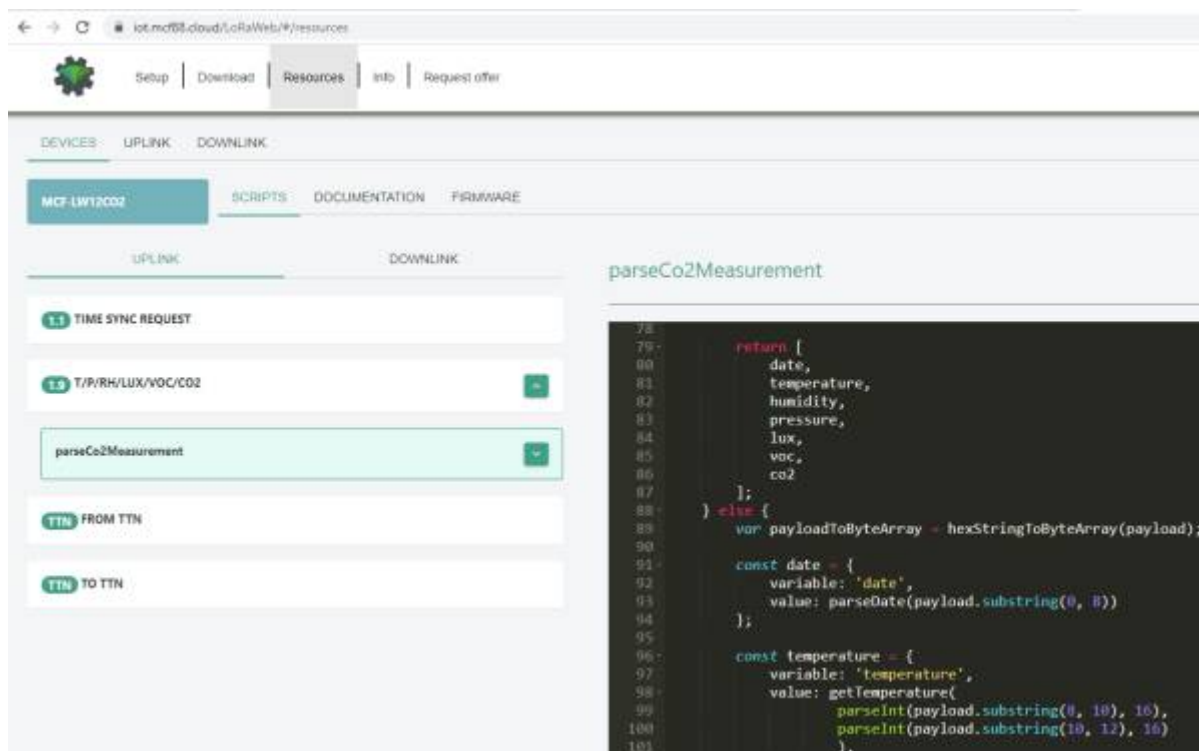 iot.mcf88.cloud/LoRaWeb/#/resources
Setup Download Resources Info Request offer
DEVICES UPLINK DOWNLINK
MCF-LW12CO2 SCRIPTS DOCUMENTATION FIRMWARE
UPLINK DOWNLINK
1.1 TIME SYNC REQUEST
1.9 T/P/RH/LUX/VOC/CO2
parseCo2Measurement
TTN FROM TTN
TTN TO TTN
parseCo2Measurement
78
79 return [
80 date,
81 temperature,
82 humidity,
83 pressure,
84 lux,
85 voc,
86 co2
87 ];
88 } else {
89 var payloadToByteArray = hexStringToByteArray(payload);
90
91 const date = {
92 variable: 'date',
93 value: parseDate(payload.substring(0, 8))
94 };
95
96 const temperature = {
97 variable: 'temperature',
98 value: getTemperature(
99 parseInt(payload.substring(8, 10), 16),
100 parseInt(payload.substring(10, 12), 16)
101 ),